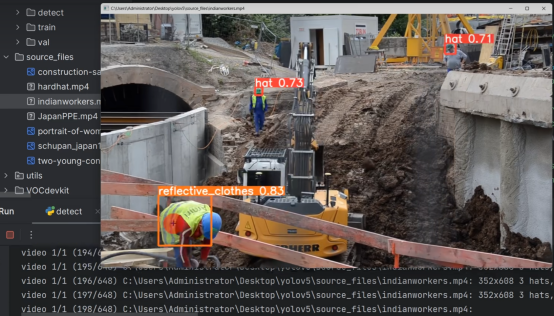 C:\Users\Administrator\Desktop\yolov5\source_files\indianworkers.mp4
detect
train
val
source_files
construction-sa
hardhat.mp4
indianworkers.m
JapanPPE.mp4
portrait-of-wom
schupan_japan1
two-young-con
utils
VOCdevkit
hat 0.71
hat 0.73
reflective_clothes 0.83
Run
detect
video 1/1 (194/
video 1/1 (195/648)
352x608 3 hats,
video 1/1 (196/648) C:\Users\Administrator\Desktop\yolov5\source_files\indianworkers.mp4: 352x608 3 hats,
video 1/1 (197/648) C:\Users\Administrator\Desktop\yolov5\source_files\indianworkers.mp4: 352x608 3 hats,
video 1/1 (198/648) C:\Users\Administrator\Desktop\yolov5\source_files\indianworkers.mp4: